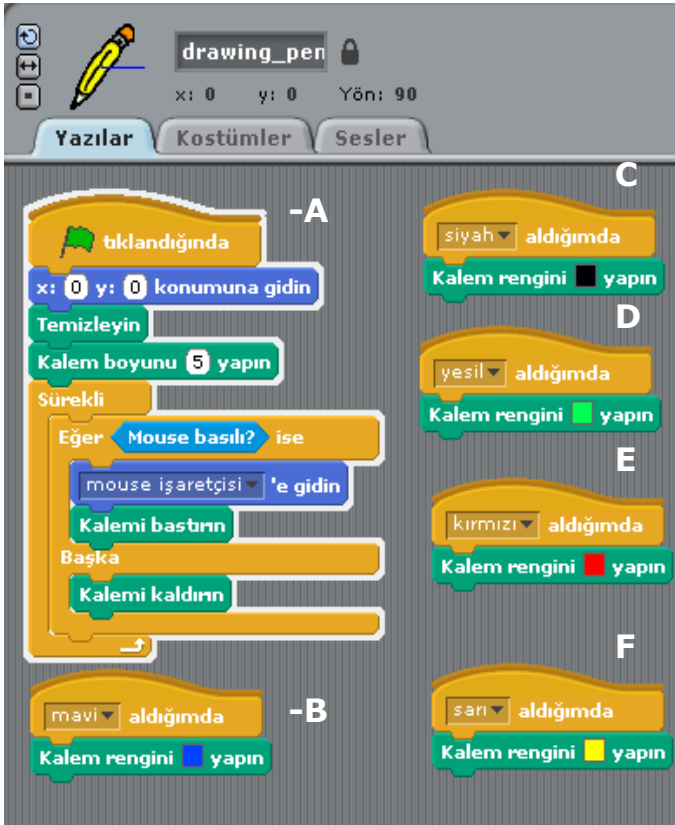 drawing_pen
x: 0 y: 0 Yön: 90
Yazılar Kostümler Sesler
-A
tıklandığında
x: 0 y: 0 konumuna gidin
Temizleyin
Kalem boyunu 5 yapın
Sürekli
Eğer Mouse basılı? ise
mouse işaretçisi 'e gidin
Kalemi bastırın
Başka
Kalemi kaldırın
-B
mavi aldığımda
Kalem rengini yapın
C
siyah aldığımda
Kalem rengini yapın
D
yesil aldığımda
Kalem rengini yapın
E
kırmızı aldığımda
Kalem rengini yapın
F
sarı aldığımda
Kalem rengini yapın